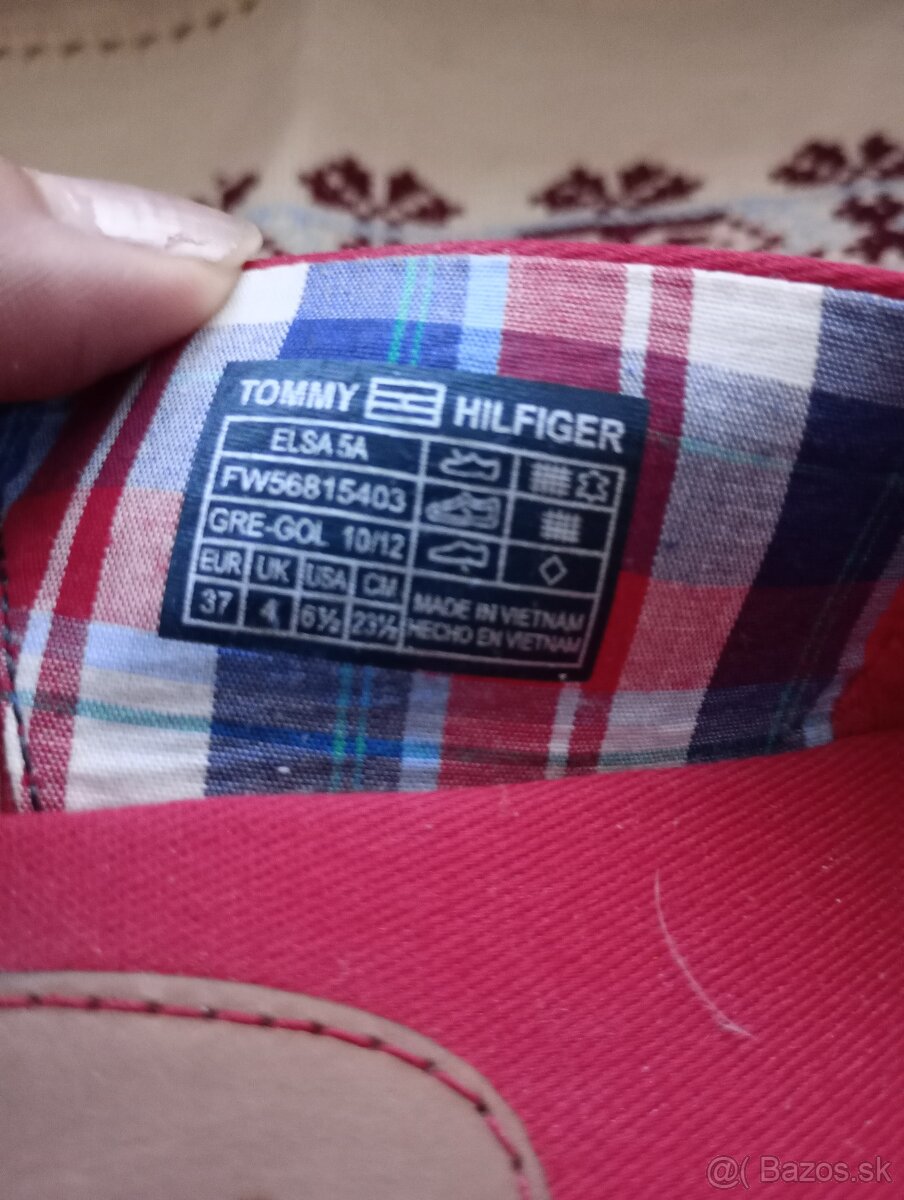 TOMMY HILFIGER
ELSA 5A
FW56815403
GRE-GOL 10/12
EUR UK USA CM
37 4 6½ 23½
MADE IN VIETNAM
HECHO EN VIETNAM
@( Bazos.sk